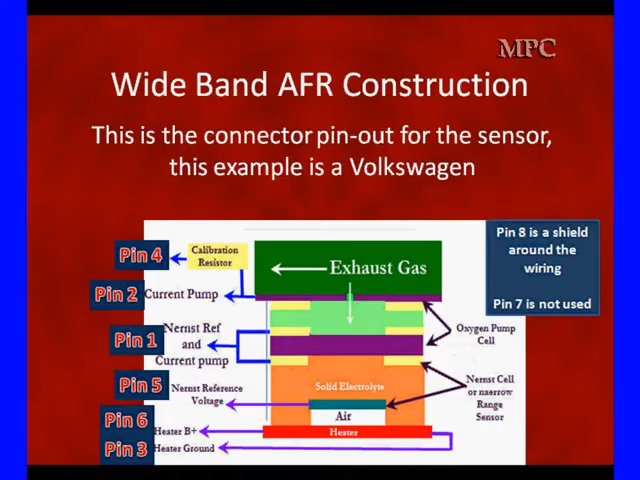 MPC
Wide Band AFR Construction
This is the connector pin-out for the sensor,
this example is a Volkswagen
Pin 4
Calibration
Resistor
Exhaust Gas
Pin 8 is a shield
around the
wiring
Pin 7 is not used
Pin 2
Current Pump
Pin 1
Nernst Ref
and
Current pump
Oxygen Pump
Cell
Pin 5
Nernst Reference
Voltage
Solid Electrolyte
Nernst Cell
or naerrow
Range
Sensor
Air
Pin 6
Heater B+
Heater
Pin 3
Heater Ground